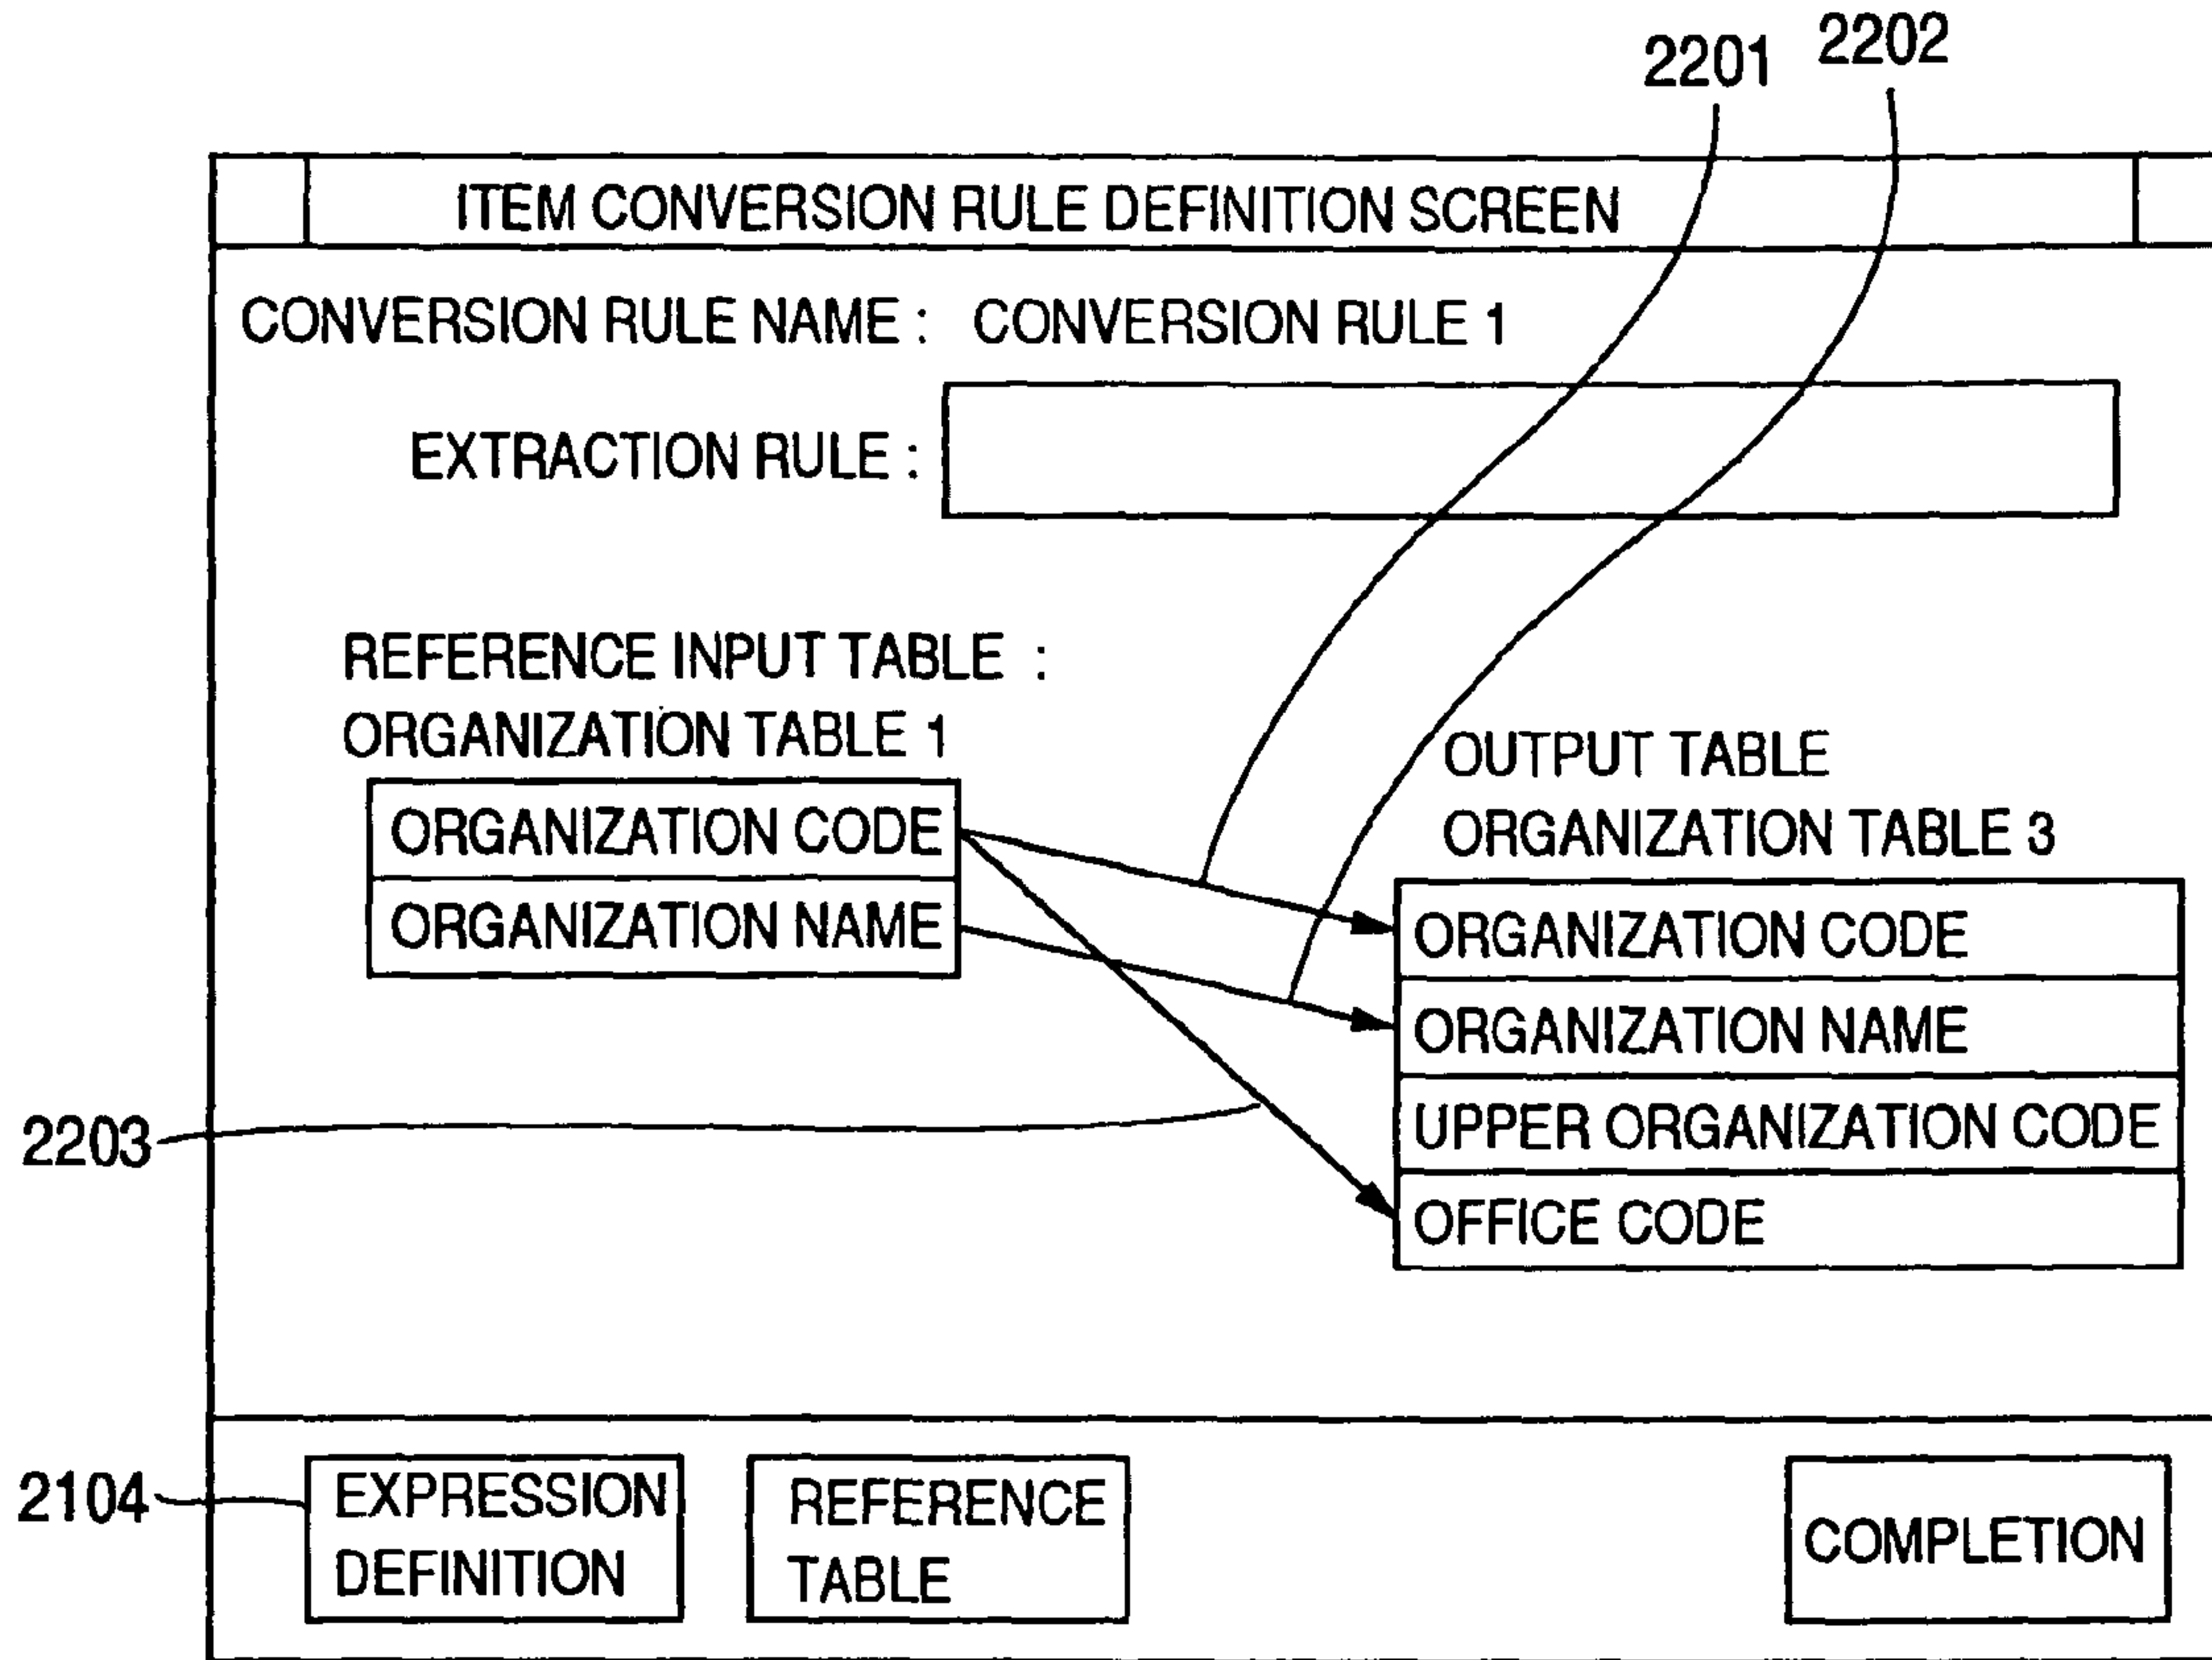 2201 2202
ITEM CONVERSION RULE DEFINITION SCREEN
CONVERSION RULE NAME : CONVERSION RULE 1
EXTRACTION RULE :
REFERENCE INPUT TABLE :
ORGANIZATION TABLE 1
ORGANIZATION CODE
ORGANIZATION NAME
OUTPUT TABLE
ORGANIZATION TABLE 3
ORGANIZATION CODE
ORGANIZATION NAME
UPPER ORGANIZATION CODE
OFFICE CODE
2203
2104
EXPRESSION
DEFINITION
REFERENCE
TABLE
COMPLETION